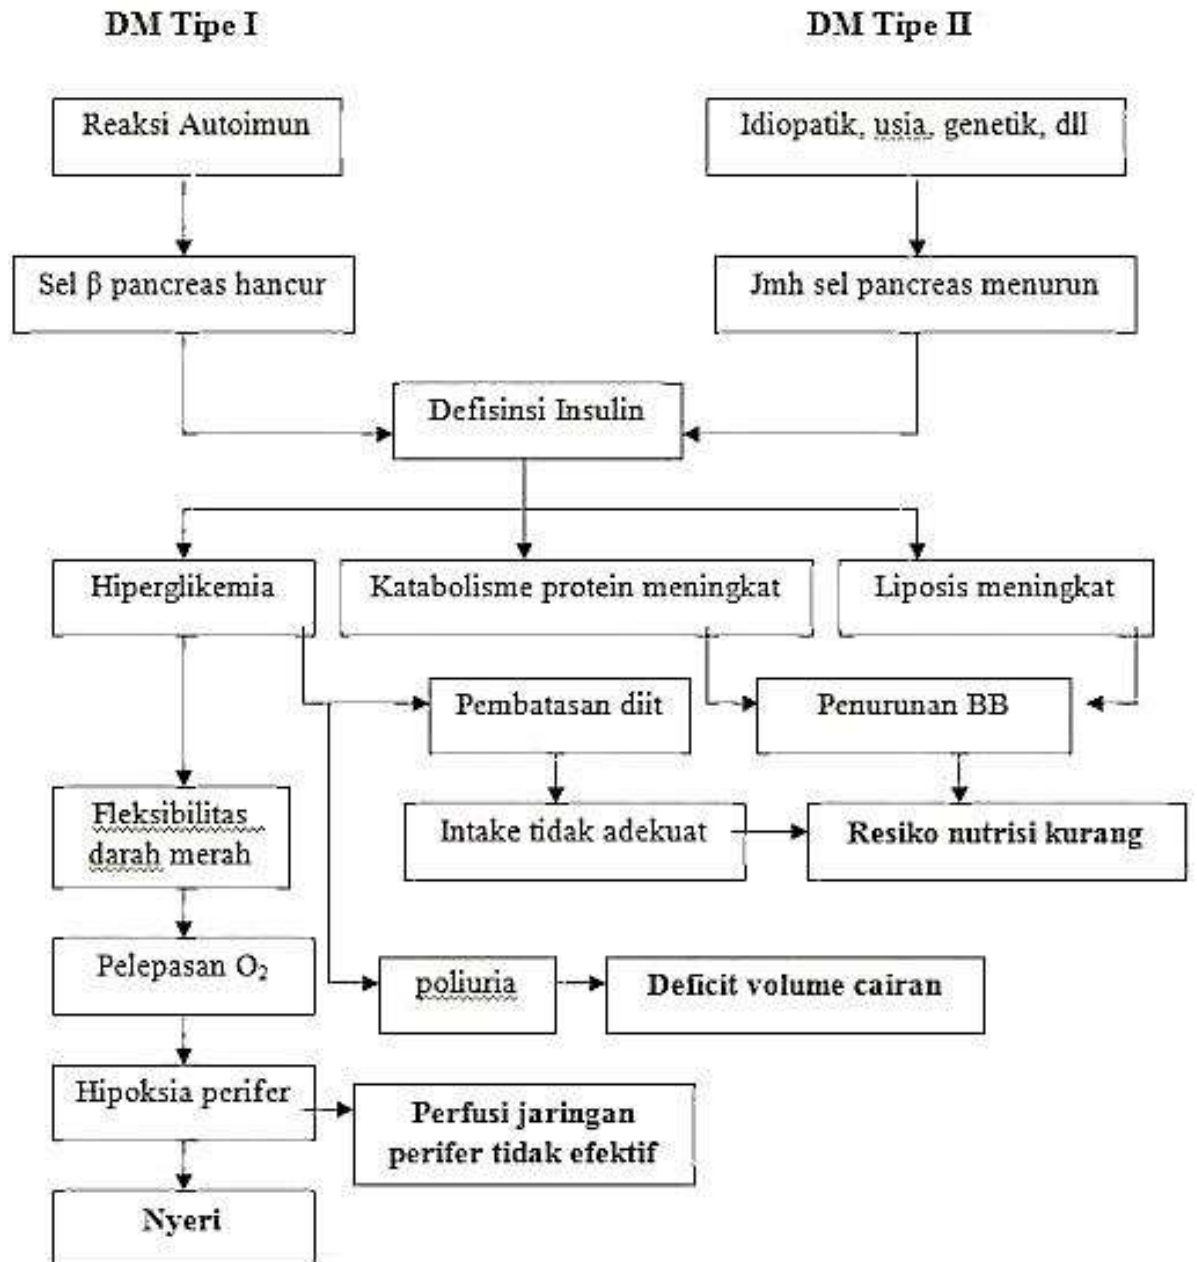 DM Tipe I
DM Tipe II
Reaksi Autoimun
Idiopatik, usia, genetik, dll
Sel β pancreas hancur
Jmh sel pancreas menurun
Defisinsi Insulin
Hiperglikemia
Katabolisme protein meningkat
Liposis meningkat
Pembatasan diit
Penurunan BB
Fleksibilitas
darah merah
Intake tidak adekuat
Resiko nutrisi kurang
Pelepasan O₂
poliuria
Deficit volume cairan
Hipoksia perifer
Perfusi jaringan
perifer tidak efektif
Nyeri